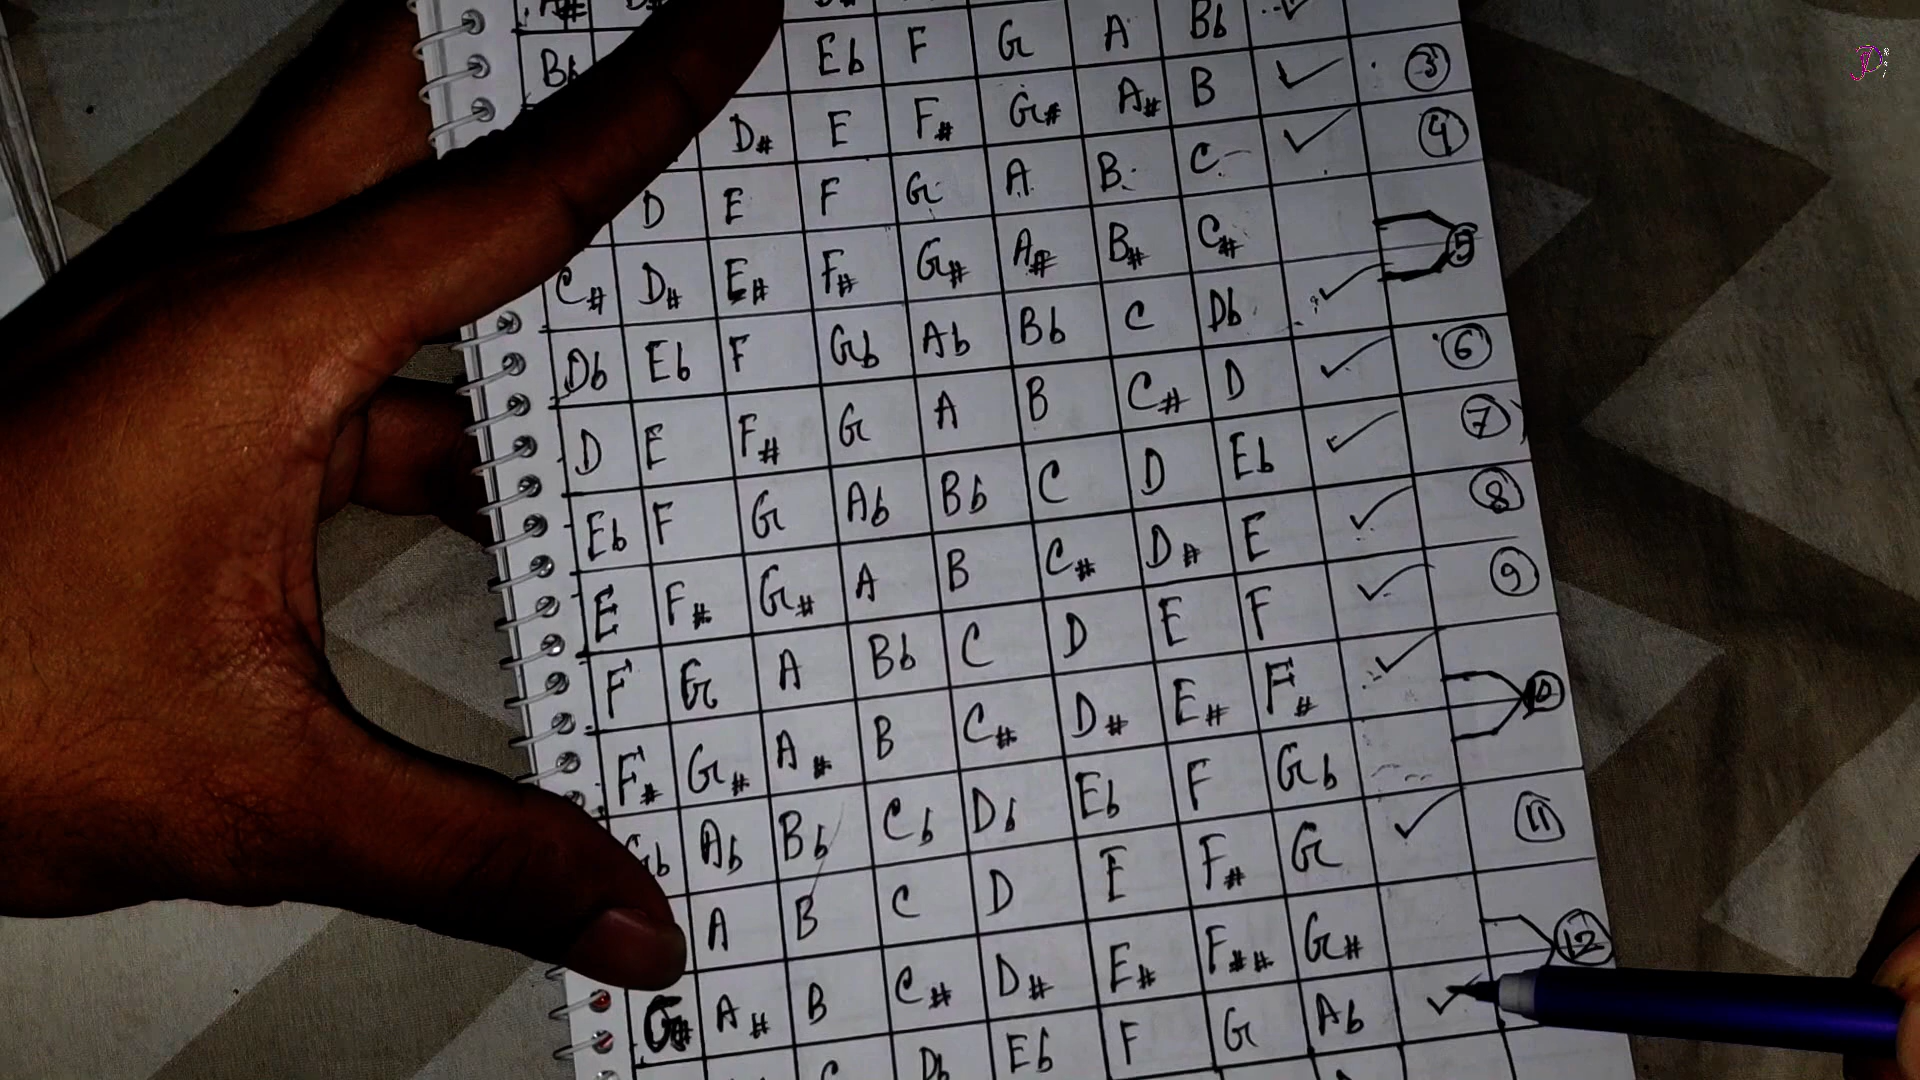 A#
Bb Eb F G A Bb
D# E F# G# A# B 3
D E F G A B C 4
C# D# E# F# G# A# B# C# 5
Db Eb F Gb Ab Bb C Db
D E F# G A B C# D 6
Eb F G Ab Bb C D Eb 7
E F# G# A B C# D# E 8
F G A Bb C D E F 9
F# G# A# B C# D# E# F# 10
Gb Ab Bb Cb Db Eb F Gb
A B C D E F# G 11
G# A# B C# D# E# F## G# 12
C Db Eb F G Ab